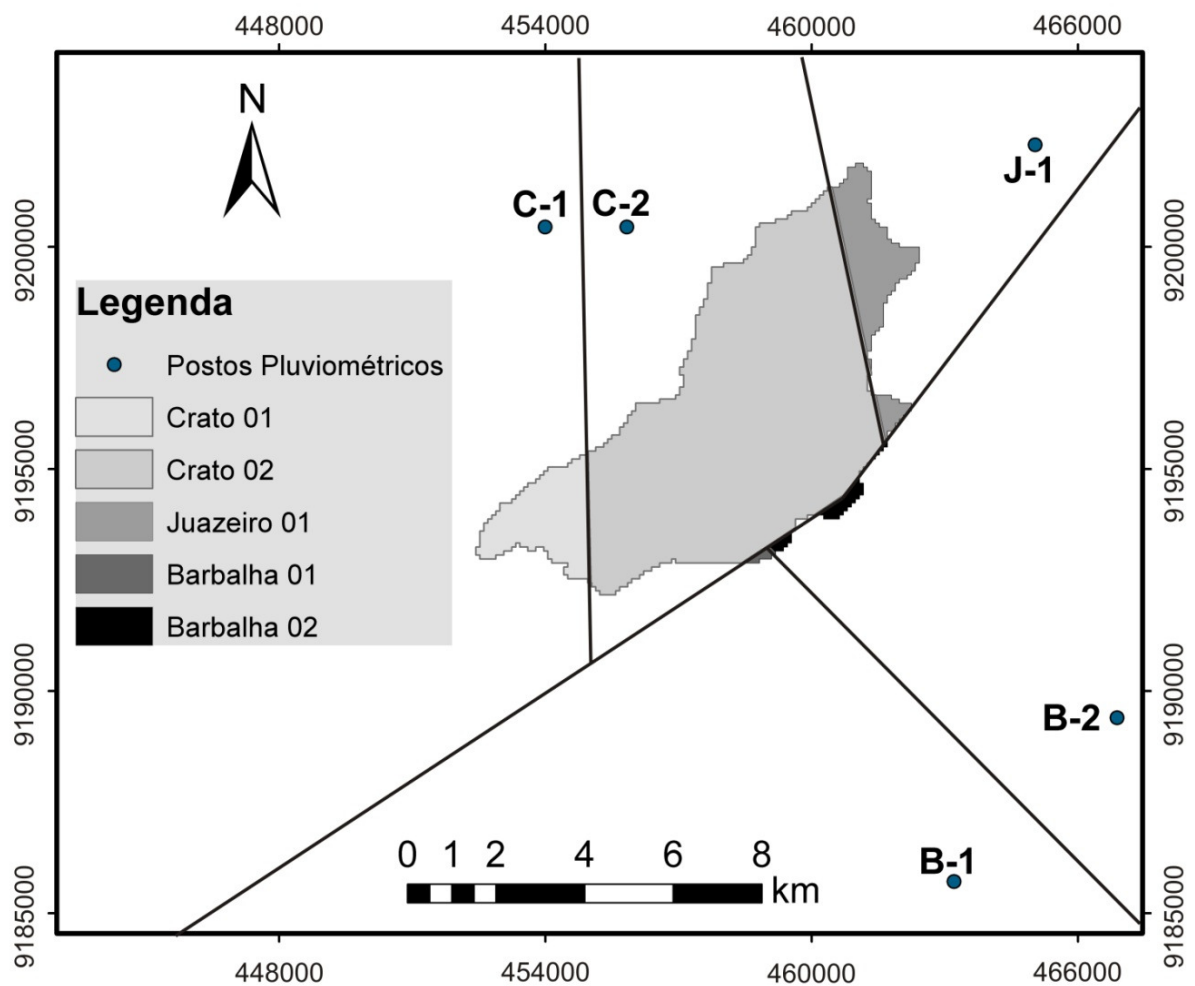 448000 454000 460000 466000
N
J-1
C-1 C-2
9200000 9200000
Legenda
Postos Pluviométricos
Crato 01
Crato 02
9195000 9195000
Juazeiro 01
Barbalha 01
Barbalha 02
9190000 9190000
B-2
0 1 2 4 6 8
km
B-1
9185000 9185000
448000 454000 460000 466000